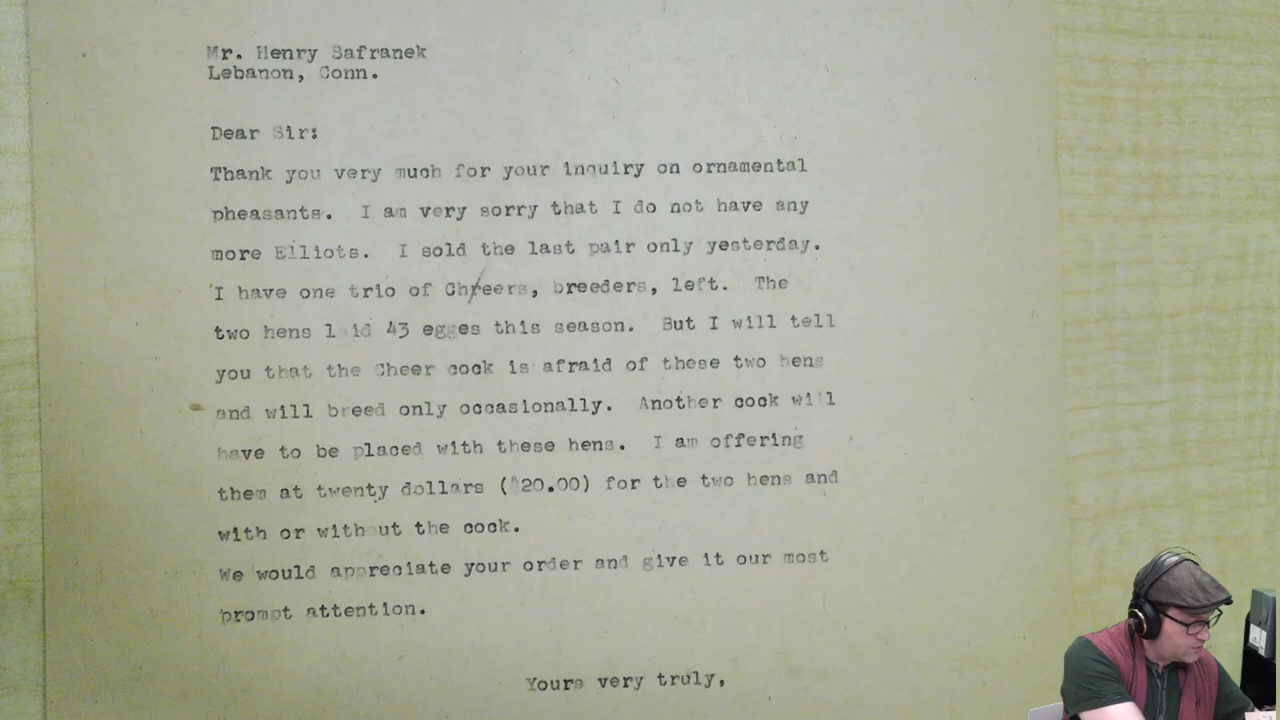 Mr. Henry Safranek
Lebanon, Conn.
Dear Sir:
Thank you very much for your inquiry on ornamental
pheasants. I am very sorry that I do not have any
more Elliots. I sold the last pair only yesterday.
I have one trio of Chreers, breeders, left. The
two hens laid 43 egges this season. But I will tell
you that the Cheer cock is afraid of these two hens
and will breed only occasionally. Another cock will
have to be placed with these hens. I am offering
them at twenty dollars ($20.00) for the two hens and
with or without the cock.
We would appreciate your order and give it our most
prompt attention.
Yours very truly,